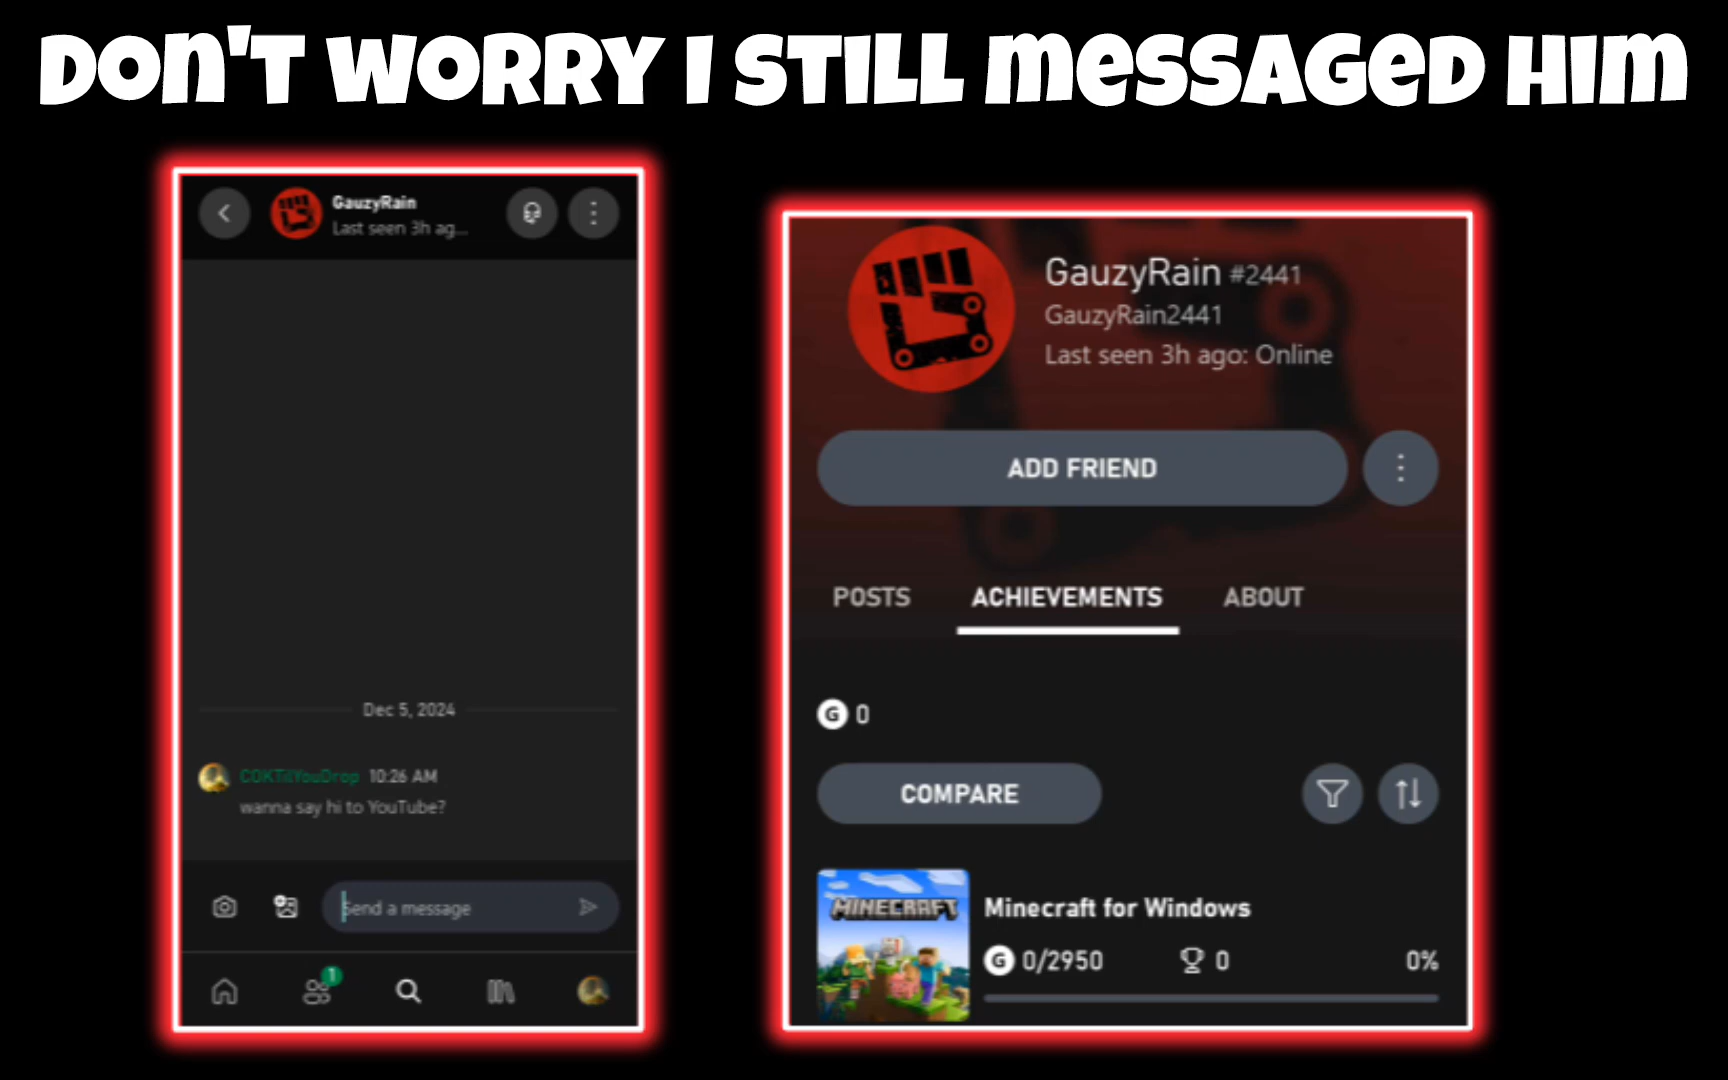 DON'T WORRY I STILL MESSAGED HIM
GauzyRain
Last seen 3h ag...
Dec 5, 2024
COKTilYouDrop 10:26 AM
wanna say hi to YouTube?
Send a message
1
GauzyRain #2441
GauzyRain2441
Last seen 3h ago: Online
ADD FRIEND
POSTS ACHIEVEMENTS ABOUT
G 0
COMPARE
MINECRAFT
Minecraft for Windows
G 0/2950 0 0%